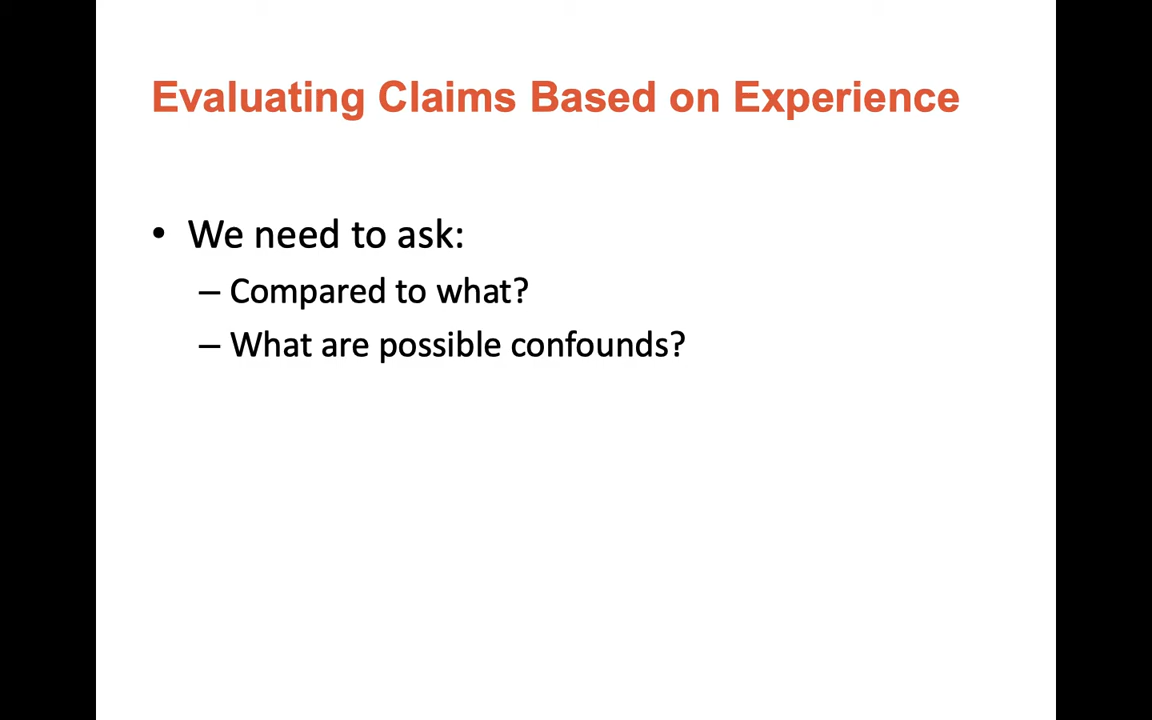 Evaluating Claims Based on Experience
• We need to ask:
– Compared to what?
– What are possible confounds?